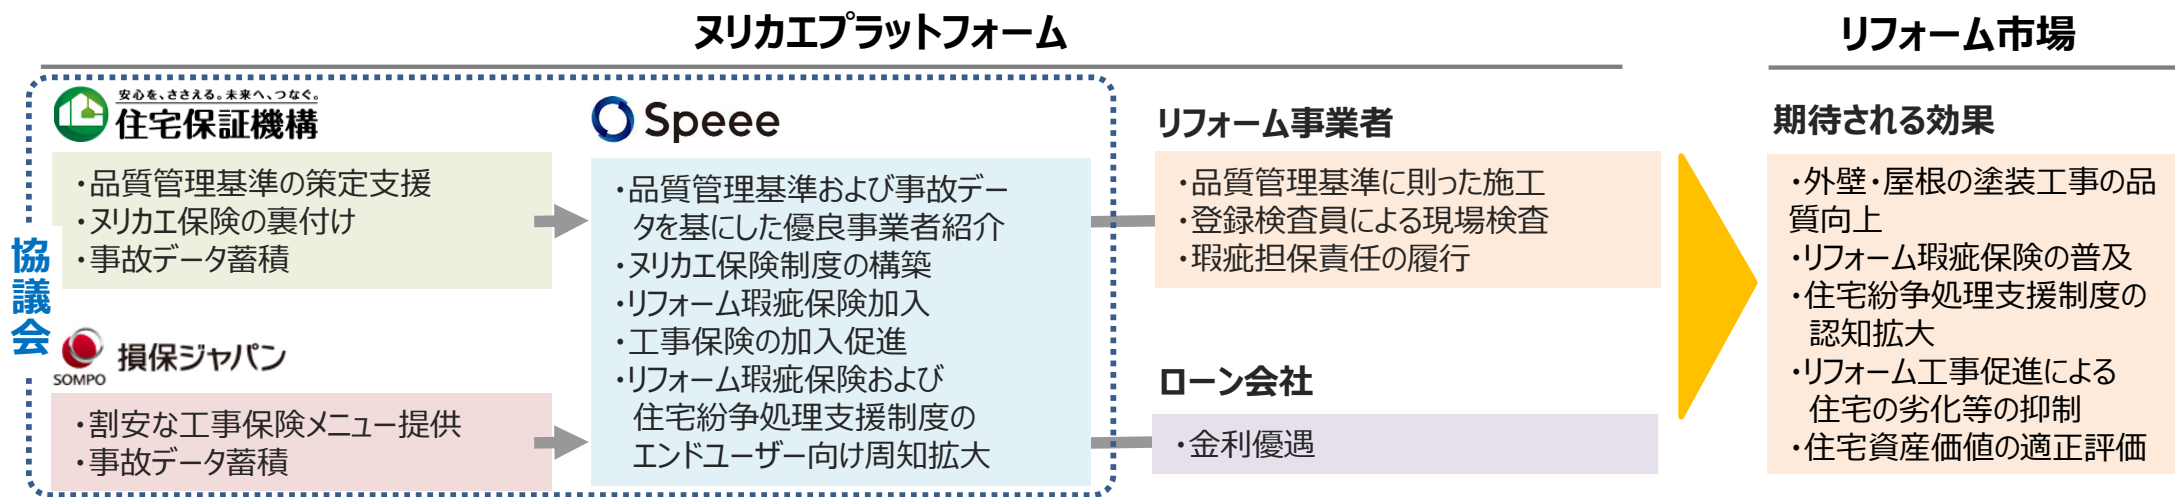 ヌリカエプラットフォーム
リフォーム市場
協議会
安心を、ささえる。未来へ、つなぐ。
住宅保証機構
・品質管理基準の策定支援
・ヌリカエ保険の裏付け
・事故データ蓄積
SOMPO
損保ジャパン
・割安な工事保険メニュー提供
・事故データ蓄積
Speee
・品質管理基準および事故デー
タを基にした優良事業者紹介
・ヌリカエ保険制度の構築
・リフォーム瑕疵保険加入
・工事保険の加入促進
・リフォーム瑕疵保険および
住宅紛争処理支援制度の
エンドユーザー向け周知拡大
リフォーム事業者
・品質管理基準に則った施工
・登録検査員による現場検査
・瑕疵担保責任の履行
ローン会社
・金利優遇
期待される効果
・外壁・屋根の塗装工事の品
質向上
・リフォーム瑕疵保険の普及
・住宅紛争処理支援制度の
認知拡大
・リフォーム工事促進による
住宅の劣化等の抑制
・住宅資産価値の適正評価